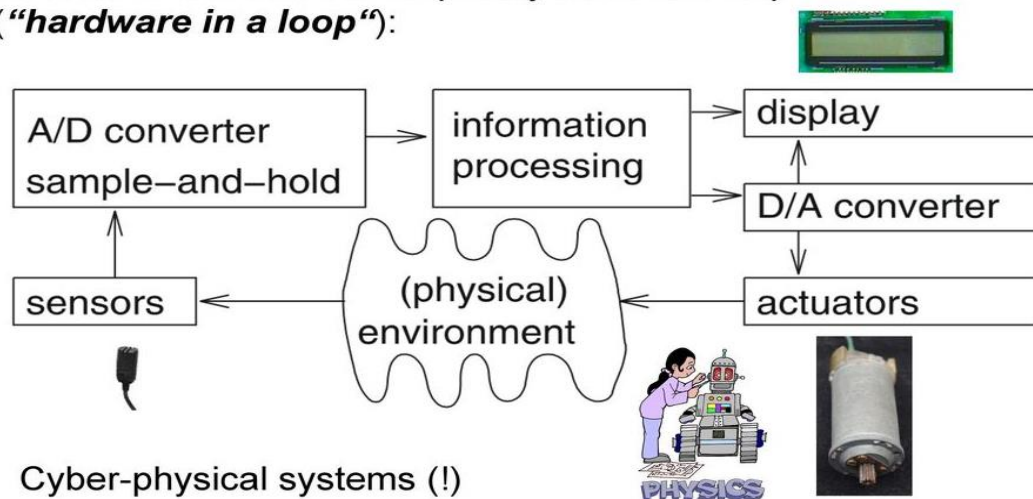 (“hardware in a loop“):
A/D converter
sample−and−hold
information
processing
display
D/A converter
sensors
(physical)
environment
actuators
PHYSICS
Cyber-physical systems (!)